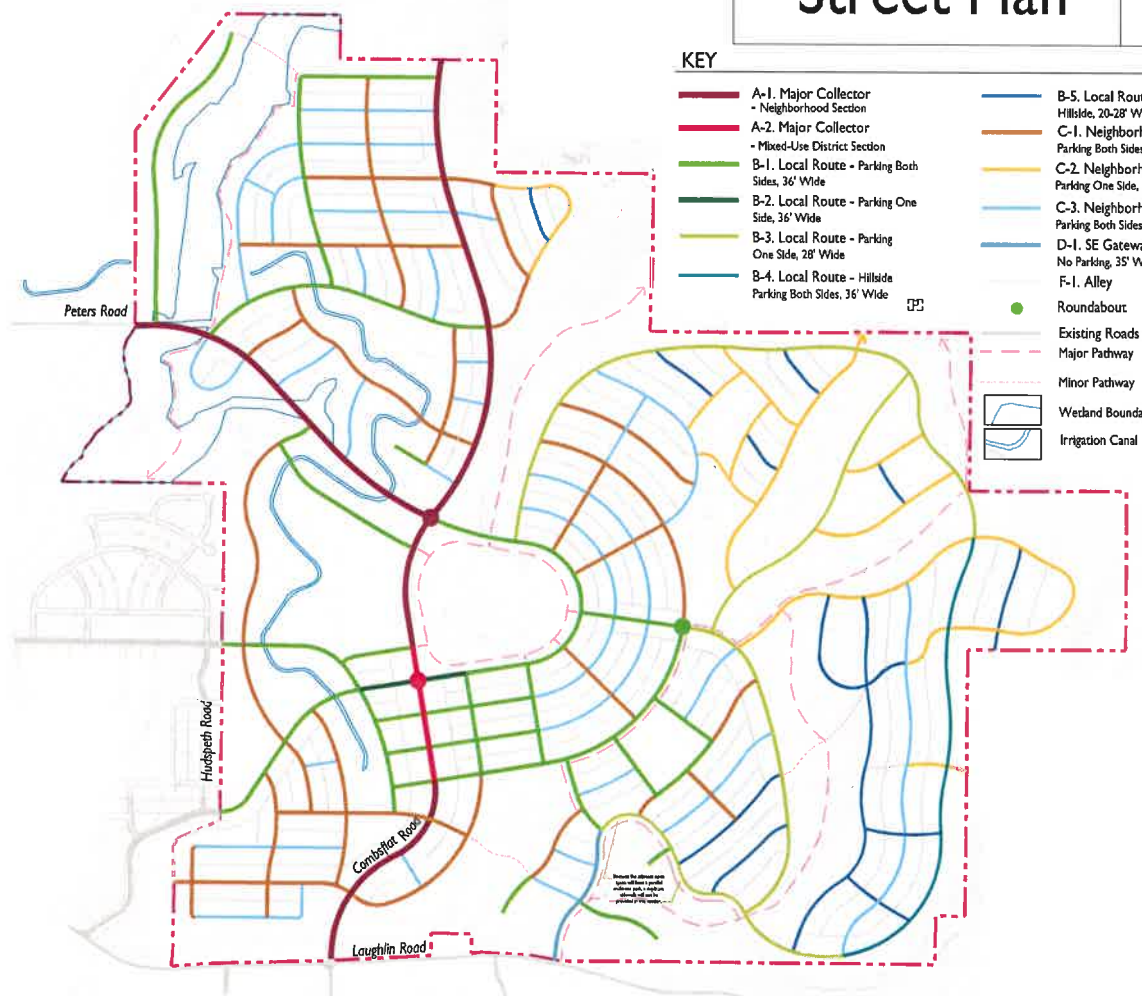 Street Plan
KEY
A-1. Major Collector
- Neighborhood Section
A-2. Major Collector
- Mixed-Use District Section
B-1. Local Route - Parking Both
Sides, 36' Wide
B-2. Local Route - Parking One
Side, 36' Wide
B-3. Local Route - Parking
One Side, 28' Wide
B-4. Local Route - Hillside
Parking Both Sides, 36' Wide
B-5. Local Rout
Hillside, 20-28' W
C-1. Neighborh
Parking Both Sides
C-2. Neighborh
Parking One Side,
C-3. Neighborh
Parking Both Sides
D-1. SE Gatew
No Parking, 35' W
F-1. Alley
Roundabout
Existing Roads
Major Pathway
Minor Pathway
Wetland Bounda
Irrigation Canal
Peters Road
Hudspeth Road
Combsflat Road
Laughlin Road